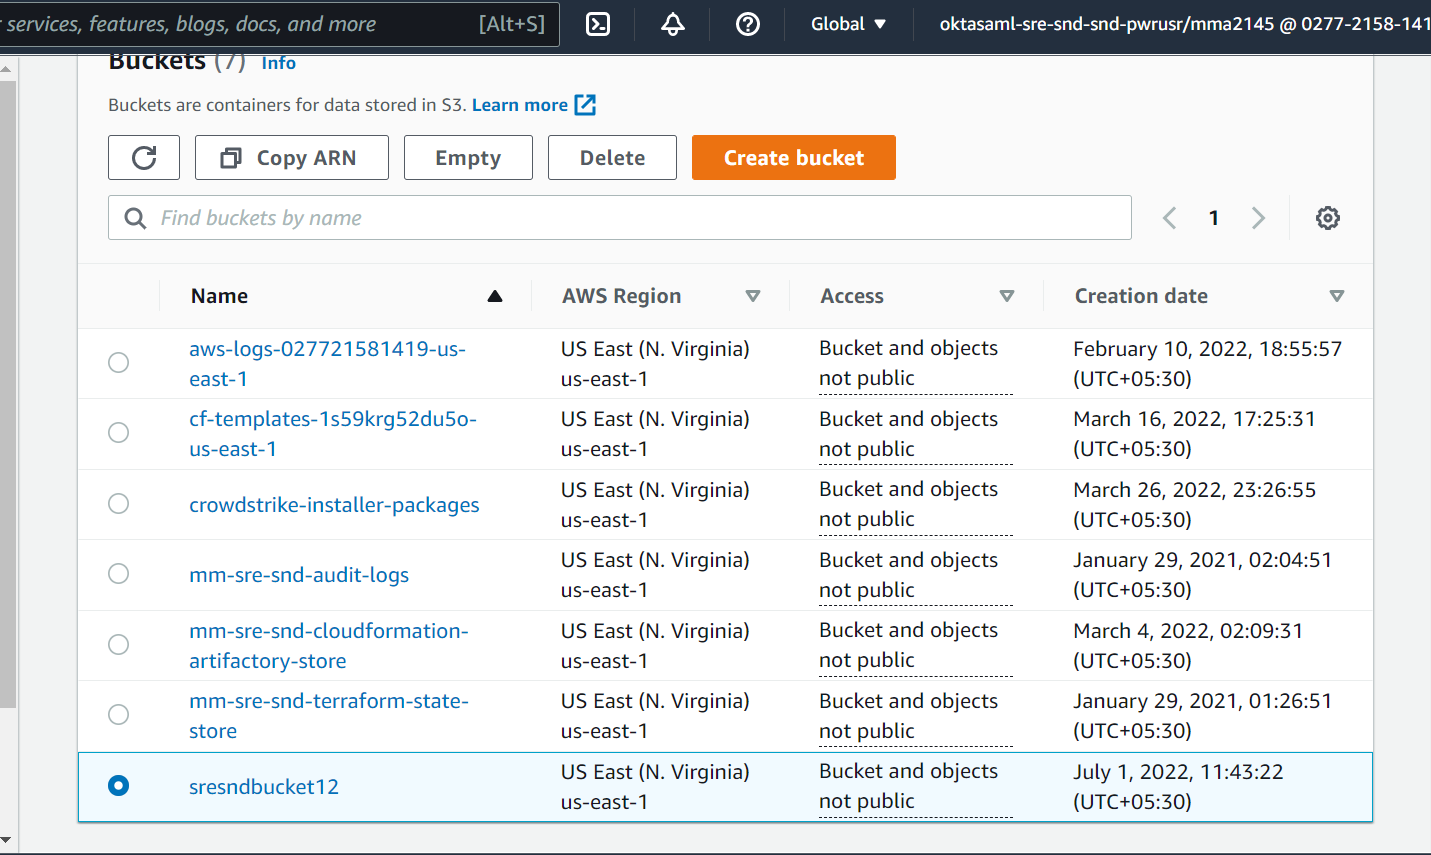 services, features, blogs, docs, and more [Alt+S] Global ▼ oktasaml-sre-snd-snd-pwrusr/mma2145 @ 0277-2158-141
Buckets (7) Info
Buckets are containers for data stored in S3. Learn more
Copy ARN Empty Delete Create bucket
Find buckets by name 1
Name AWS Region Access Creation date
aws-logs-027721581419-us- US East (N. Virginia) Bucket and objects February 10, 2022, 18:55:57
east-1 us-east-1 not public (UTC+05:30)
cf-templates-1s59krg52du5o- US East (N. Virginia) Bucket and objects March 16, 2022, 17:25:31
us-east-1 us-east-1 not public (UTC+05:30)
US East (N. Virginia) Bucket and objects March 26, 2022, 23:26:55
crowdstrike-installer-packages us-east-1 not public (UTC+05:30)
US East (N. Virginia) Bucket and objects January 29, 2021, 02:04:51
mm-sre-snd-audit-logs us-east-1 not public (UTC+05:30)
mm-sre-snd-cloudformation- US East (N. Virginia) Bucket and objects March 4, 2022, 02:09:31
artifactory-store us-east-1 not public (UTC+05:30)
mm-sre-snd-terraform-state- US East (N. Virginia) Bucket and objects January 29, 2021, 01:26:51
store us-east-1 not public (UTC+05:30)
US East (N. Virginia) Bucket and objects July 1, 2022, 11:43:22
sresndbucket12 us-east-1 not public (UTC+05:30)